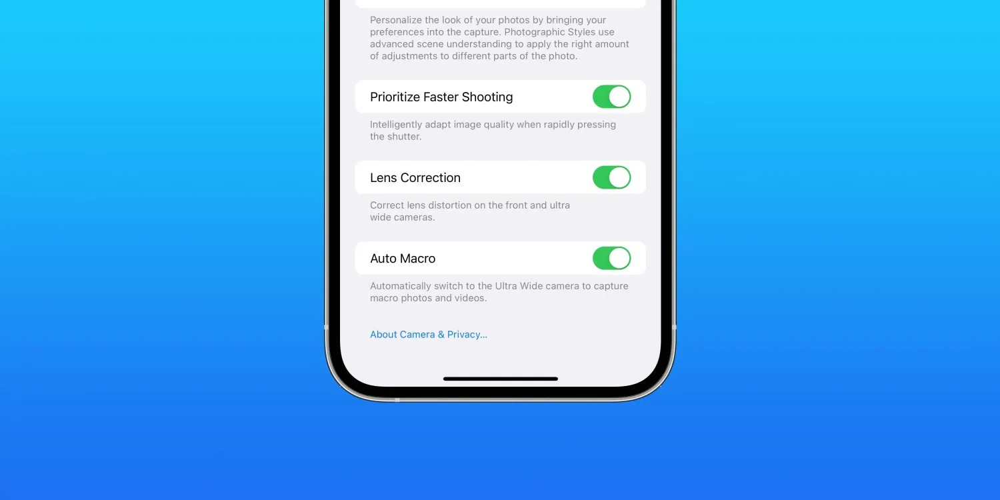 Personalize the look of your photos by bringing your
preferences into the capture. Photographic Styles use
advanced scene understanding to apply the right amount
of adjustments to different parts of the photo.
Prioritize Faster Shooting
Intelligently adapt image quality when rapidly pressing
the shutter.
Lens Correction
Correct lens distortion on the front and ultra
wide cameras.
Auto Macro
Automatically switch to the Ultra Wide camera to capture
macro photos and videos.
About Camera & Privacy...